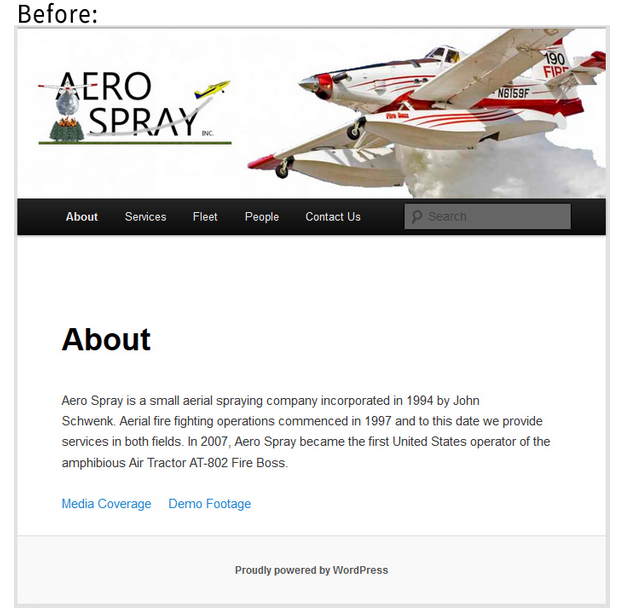 Before:
AERO
SPRAY INC.
190
FIRE
N6159F
Fire Boss
About Services Fleet People Contact Us Search
About
Aero Spray is a small aerial spraying company incorporated in 1994 by John
Schwenk. Aerial fire fighting operations commenced in 1997 and to this date we provide
services in both fields. In 2007, Aero Spray became the first United States operator of the
amphibious Air Tractor AT-802 Fire Boss.
Media Coverage Demo Footage
Proudly powered by WordPress